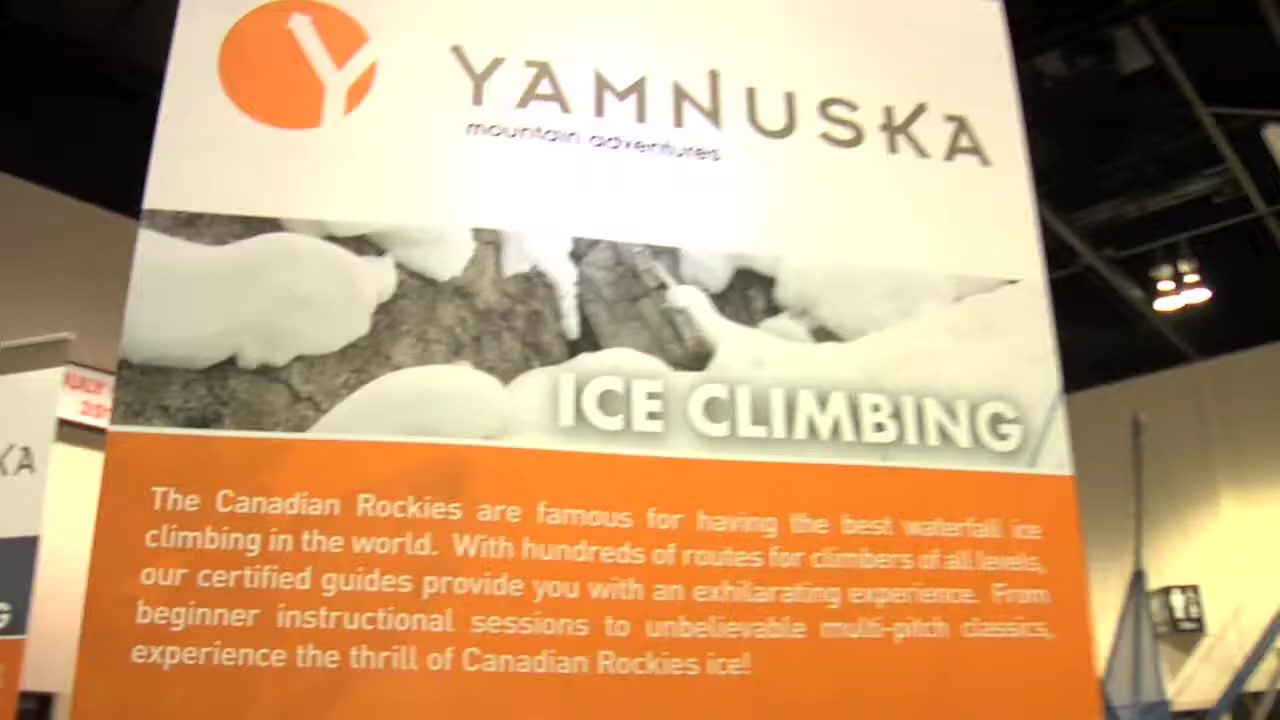 YAMNUSKA
mountain adventures
ICE CLIMBING
The Canadian Rockies are famous for having the best waterfall ice
climbing in the world. With hundreds of routes for climbers of all levels,
our certified guides provide you with an exhilarating experience. From
beginner instructional sessions to unbelievable multi-pitch classics,
experience the thrill of Canadian Rockies ice!
KA
G